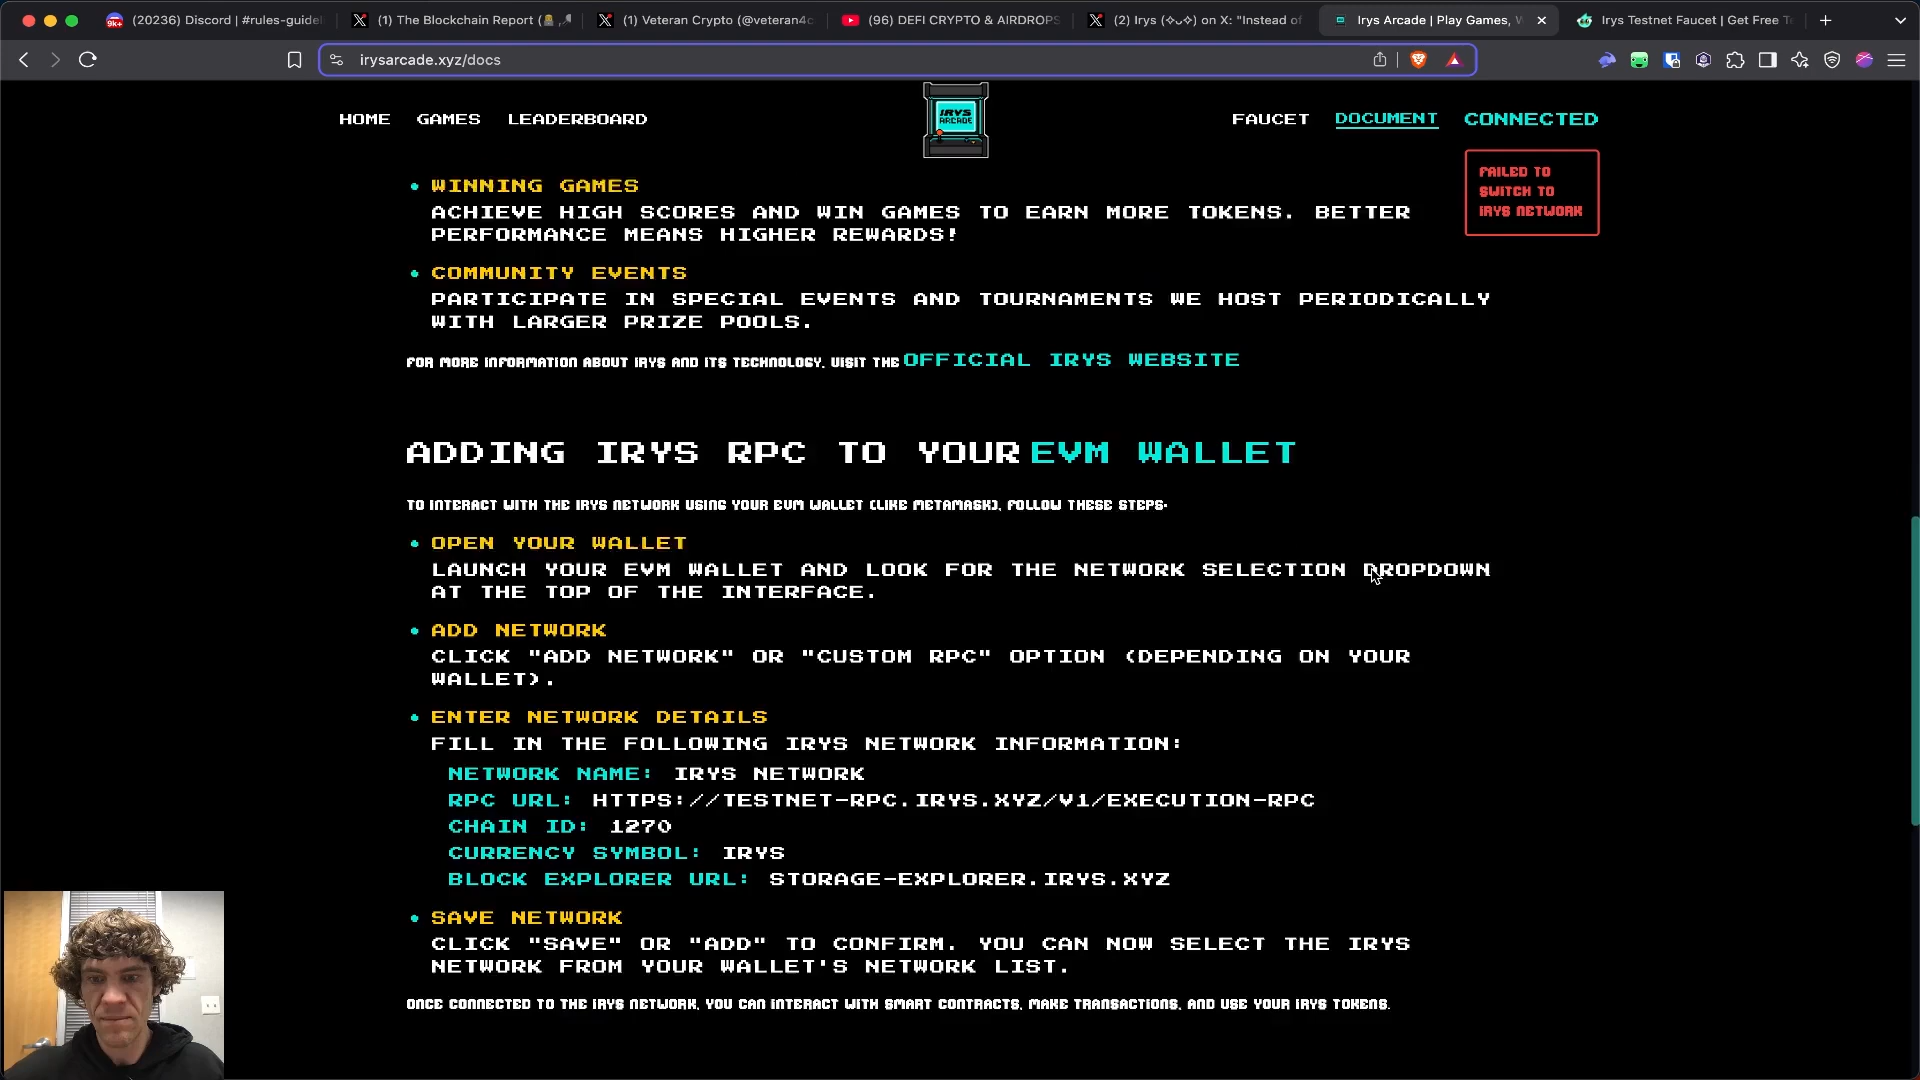 (20236) Discord | #rules-guidel
(1) The Blockchain Report
(1) Veteran Crypto (@veteran4c
(96) DEFI CRYPTO & AIRDROPS
(2) Irys (✧ᴗ✧) on X: "Instead of
Irys Arcade | Play Games, W
Irys Testnet Faucet | Get Free Te
irysarcade.xyz/docs
HOME GAMES LEADERBOARD
IRYS
ARCADE
FAUCET DOCUMENT CONNECTED
FAILED TO
SWITCH TO
IRYS NETWORK
• WINNING GAMES
ACHIEVE HIGH SCORES AND WIN GAMES TO EARN MORE TOKENS. BETTER
PERFORMANCE MEANS HIGHER REWARDS!
• COMMUNITY EVENTS
PARTICIPATE IN SPECIAL EVENTS AND TOURNAMENTS WE HOST PERIODICALLY
WITH LARGER PRIZE POOLS.
FOR MORE INFORMATION ABOUT IRYS AND ITS TECHNOLOGY, VISIT THE OFFICIAL IRYS WEBSITE
ADDING IRYS RPC TO YOUR EVM WALLET
TO INTERACT WITH THE IRYS NETWORK USING YOUR EVM WALLET (LIKE METAMASK), FOLLOW THESE STEPS:
• OPEN YOUR WALLET
LAUNCH YOUR EVM WALLET AND LOOK FOR THE NETWORK SELECTION DROPDOWN
AT THE TOP OF THE INTERFACE.
• ADD NETWORK
CLICK "ADD NETWORK" OR "CUSTOM RPC" OPTION (DEPENDING ON YOUR
WALLET).
• ENTER NETWORK DETAILS
FILL IN THE FOLLOWING IRYS NETWORK INFORMATION:
NETWORK NAME: IRYS NETWORK
RPC URL: HTTPS://TESTNET-RPC.IRYS.XYZ/V1/EXECUTION-RPC
CHAIN ID: 1270
CURRENCY SYMBOL: IRYS
BLOCK EXPLORER URL: STORAGE-EXPLORER.IRYS.XYZ
• SAVE NETWORK
CLICK "SAVE" OR "ADD" TO CONFIRM. YOU CAN NOW SELECT THE IRYS
NETWORK FROM YOUR WALLET'S NETWORK LIST.
ONCE CONNECTED TO THE IRYS NETWORK, YOU CAN INTERACT WITH SMART CONTRACTS, MAKE TRANSACTIONS, AND USE YOUR IRYS TOKENS.